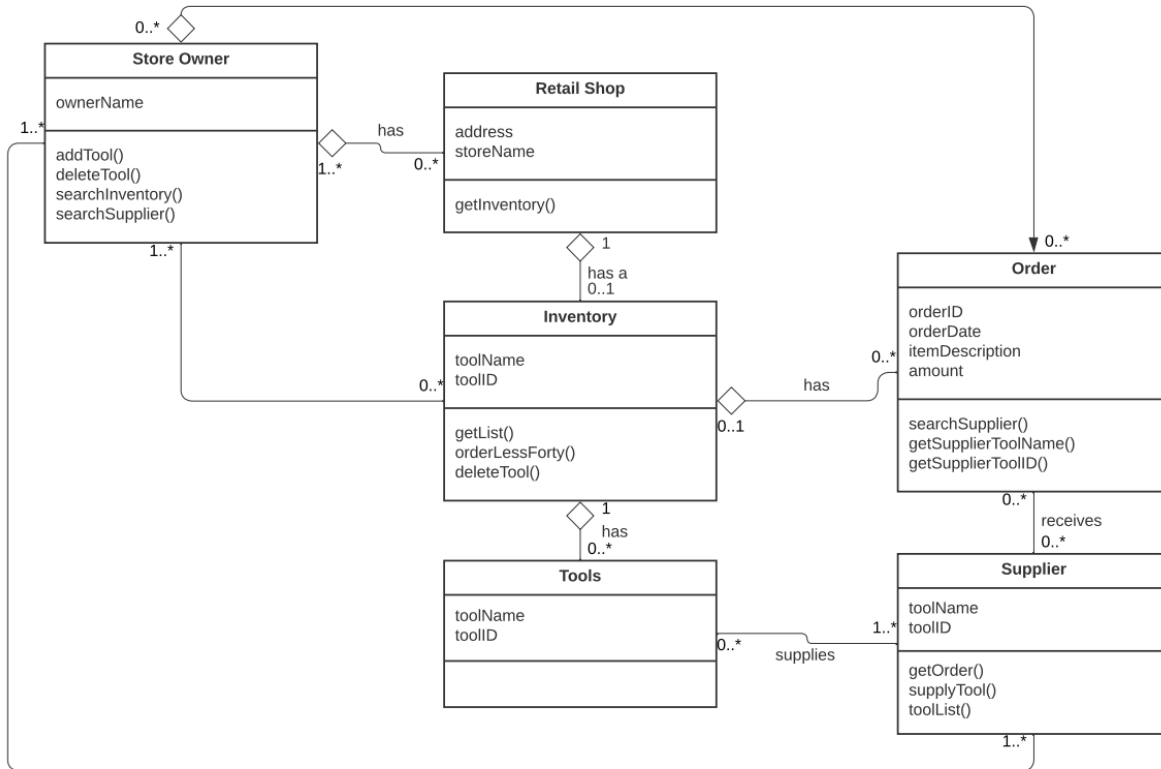 0..*
Store Owner
ownerName
addTool()
deleteTool()
searchInventory()
searchSupplier()
1..*
has
1..*
0..*
Retail Shop
address
storeName
getInventory()
1
has a
0..1
1..*
0..*
Inventory
toolName
toolID
getList()
orderLessForty()
deleteTool()
0..1
has
0..*
0..*
Order
orderID
orderDate
itemDescription
amount
searchSupplier()
getSupplierToolName()
getSupplierToolID()
0..*
receives
0..*
1
has
0..*
Tools
toolName
toolID
0..*
supplies
1..*
Supplier
toolName
toolID
getOrder()
supplyTool()
toolList()
1..*